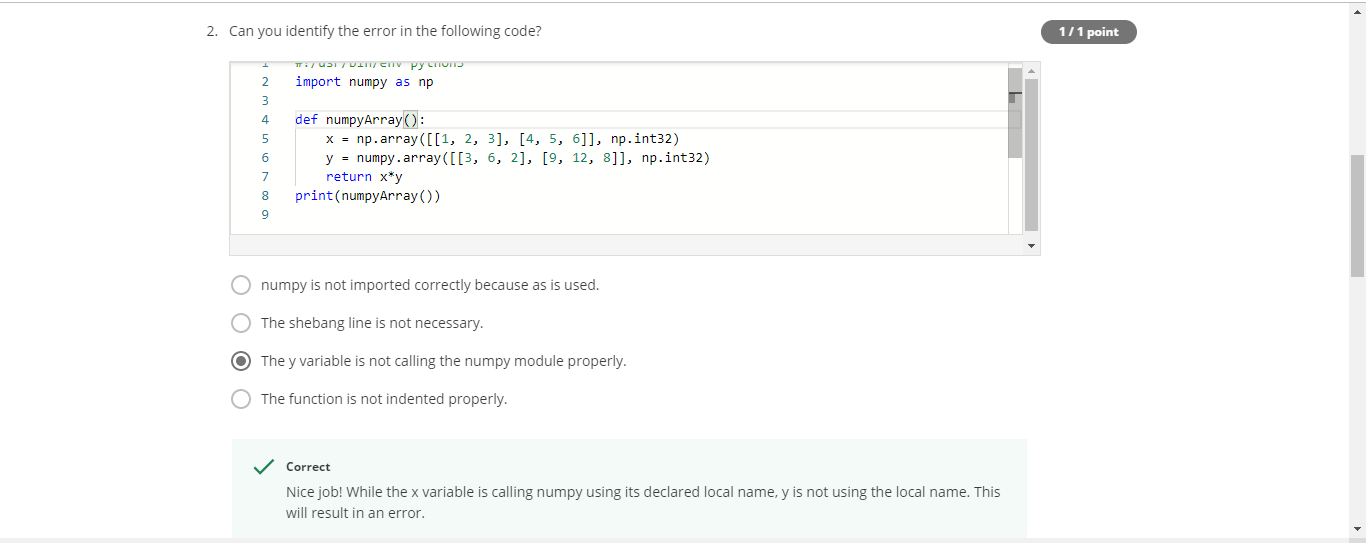 2. Can you identify the error in the following code?
1 / 1 point
1 #!/usr/bin/env python3
2 import numpy as np
3
4 def numpyArray():
5 x = np.array([[1, 2, 3], [4, 5, 6]], np.int32)
6 y = numpy.array([[3, 6, 2], [9, 12, 8]], np.int32)
7 return x*y
8 print(numpyArray())
9
numpy is not imported correctly because as is used.
The shebang line is not necessary.
The y variable is not calling the numpy module properly.
The function is not indented properly.
Correct
Nice job! While the x variable is calling numpy using its declared local name, y is not using the local name. This
will result in an error.